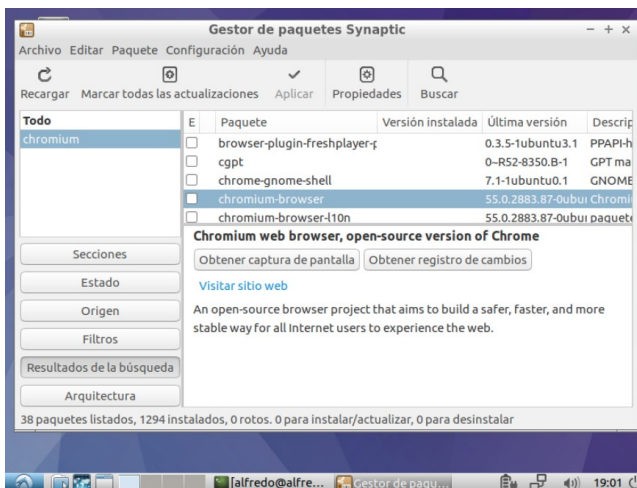 Gestor de paquetes Synaptic
Archivo Editar Paquete Configuración Ayuda
Recargar Marcar todas las actualizaciones Aplicar Propiedades Buscar
Todo
chromium
E Paquete Versión instalada Última versión Descrip
browser-plugin-freshplayer-p 0.3.5-1ubuntu3.1 PPAPI-h
cgpt 0~R52-8350.B-1 GPT ma
chrome-gnome-shell 7.1-1ubuntu0.1 GNOME
chromium-browser 55.0.2883.87-0ubu Chromi
chromium-browser-l10n 55.0.2883.87-0ubu paquete
Secciones
Estado
Origen
Filtros
Resultados de la búsqueda
Arquitectura
Chromium web browser, open-source version of Chrome
Obtener captura de pantalla Obtener registro de cambios
Visitar sitio web
An open-source browser project that aims to build a safer, faster, and more
stable way for all Internet users to experience the web.
38 paquetes listados, 1294 instalados, 0 rotos. 0 para instalar/actualizar, 0 para desinstalar
[alfredo@alfre... Gestor de paqu... 19:01